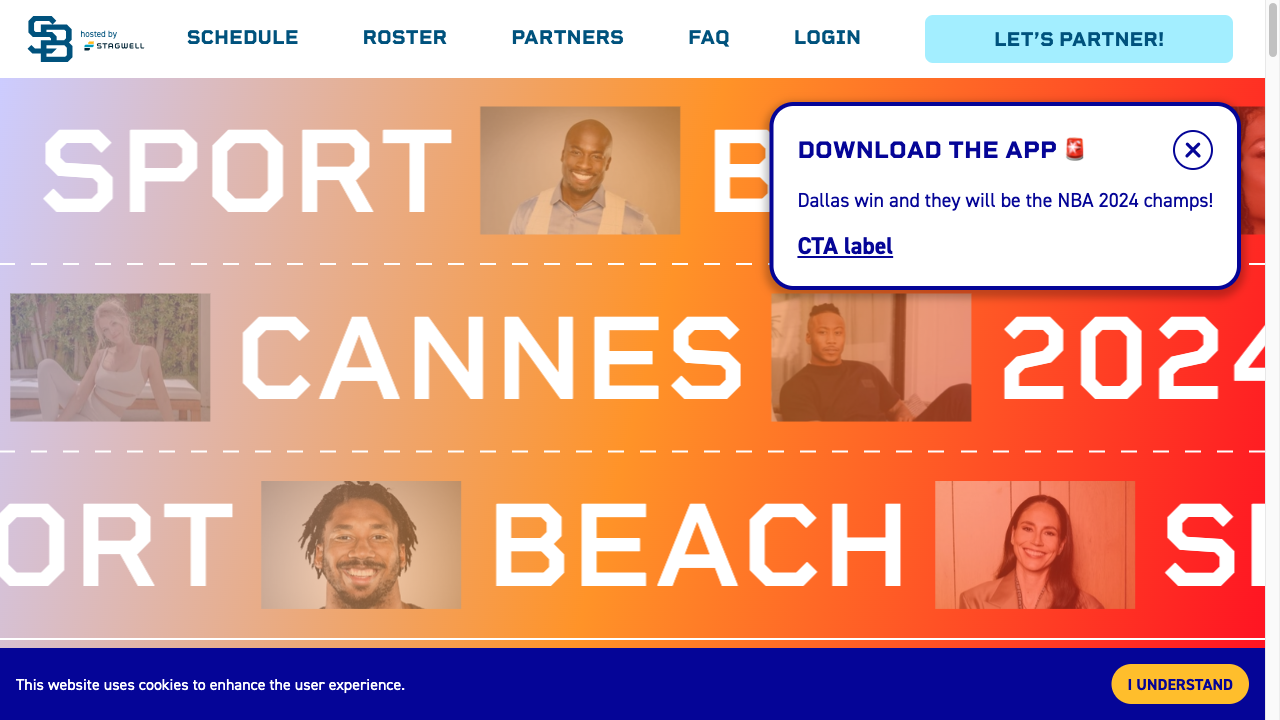 SB hosted by STAGWELL
SCHEDULE ROSTER PARTNERS FAQ LOGIN LET’S PARTNER!
SPORT B
DOWNLOAD THE APP 🚨
Dallas win and they will be the NBA 2024 champs!
CTA label
CANNES 2024
ORT BEACH S
This website uses cookies to enhance the user experience.
I UNDERSTAND